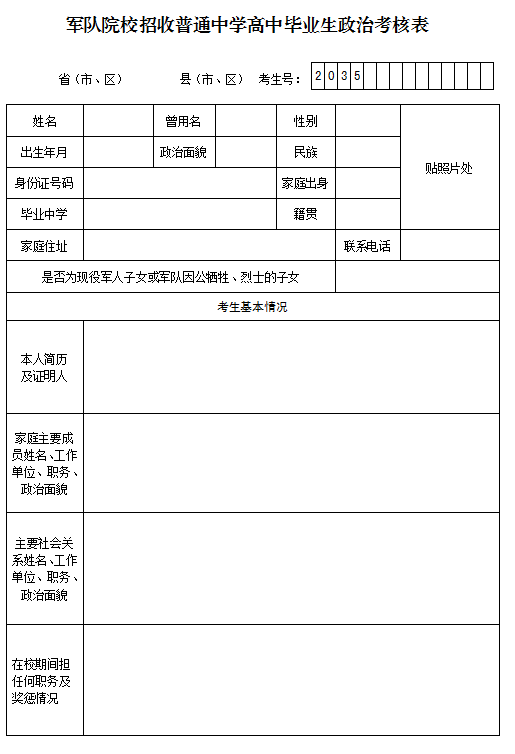 军队院校招收普通中学高中毕业生政治考核表
省（市、区） 县（市、区） 考生号： 2035
姓名 曾用名 性别
出生年月 政治面貌 民族
贴照片处
身份证号码 家庭出身
毕业中学 籍贯
家庭住址 联系电话
是否为现役军人子女或军队因公牺牲、烈士的子女
考生基本情况
本人简历
及证明人
家庭主要成
员姓名、工作
单位、职务、
政治面貌
主要社会关
系姓名、工作
单位、职务、
政治面貌
在校期间担
任何职务及
奖惩情况